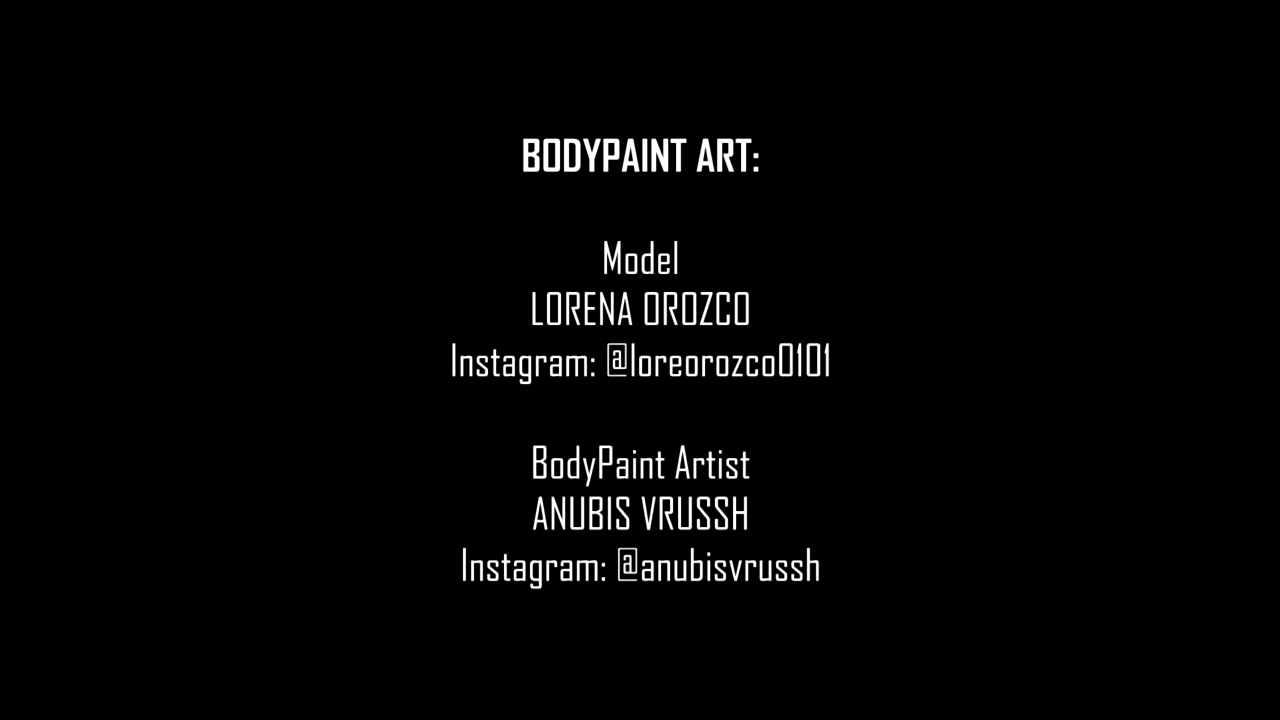 BODYPAINT ART:
Model
LORENA OROZCO
Instagram: @loreorozco0101
BodyPaint Artist
ANUBIS VRUSSH
Instagram: @anubisvrussh